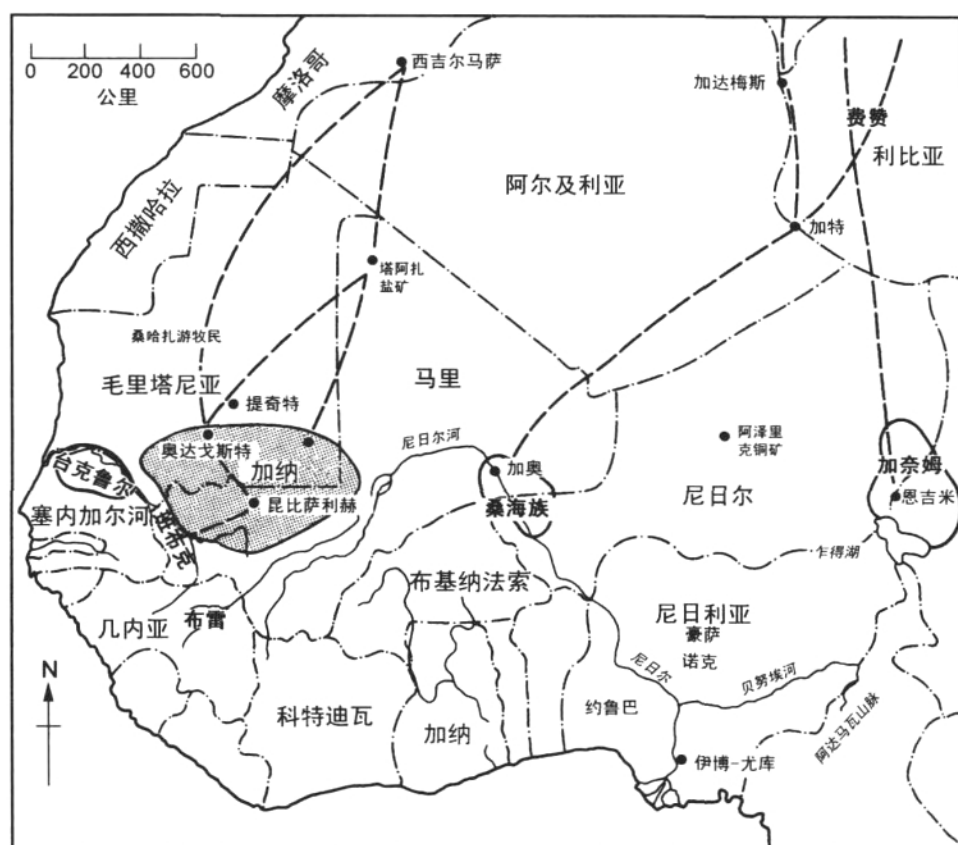 0 200 400 600
公里
摩洛哥
西吉尔马萨
加达梅斯
费赞
利比亚
阿尔及利亚
西撒哈拉
加特
塔阿扎
盐矿
桑哈扎游牧民
毛里塔尼亚
马里
提奇特
奥达戈斯特
尼日尔河
阿泽里
克铜矿
台克鲁尔
加纳
加奥
加奈姆
昆比萨利赫
桑海族
尼日尔
恩吉米
塞内加尔河
班布克
乍得湖
布基纳法索
几内亚
布雷
尼日利亚
豪萨
诺克
N
尼日尔
贝努埃河
科特迪瓦
加纳
约鲁巴
阿达马瓦山脉
伊博-尤库